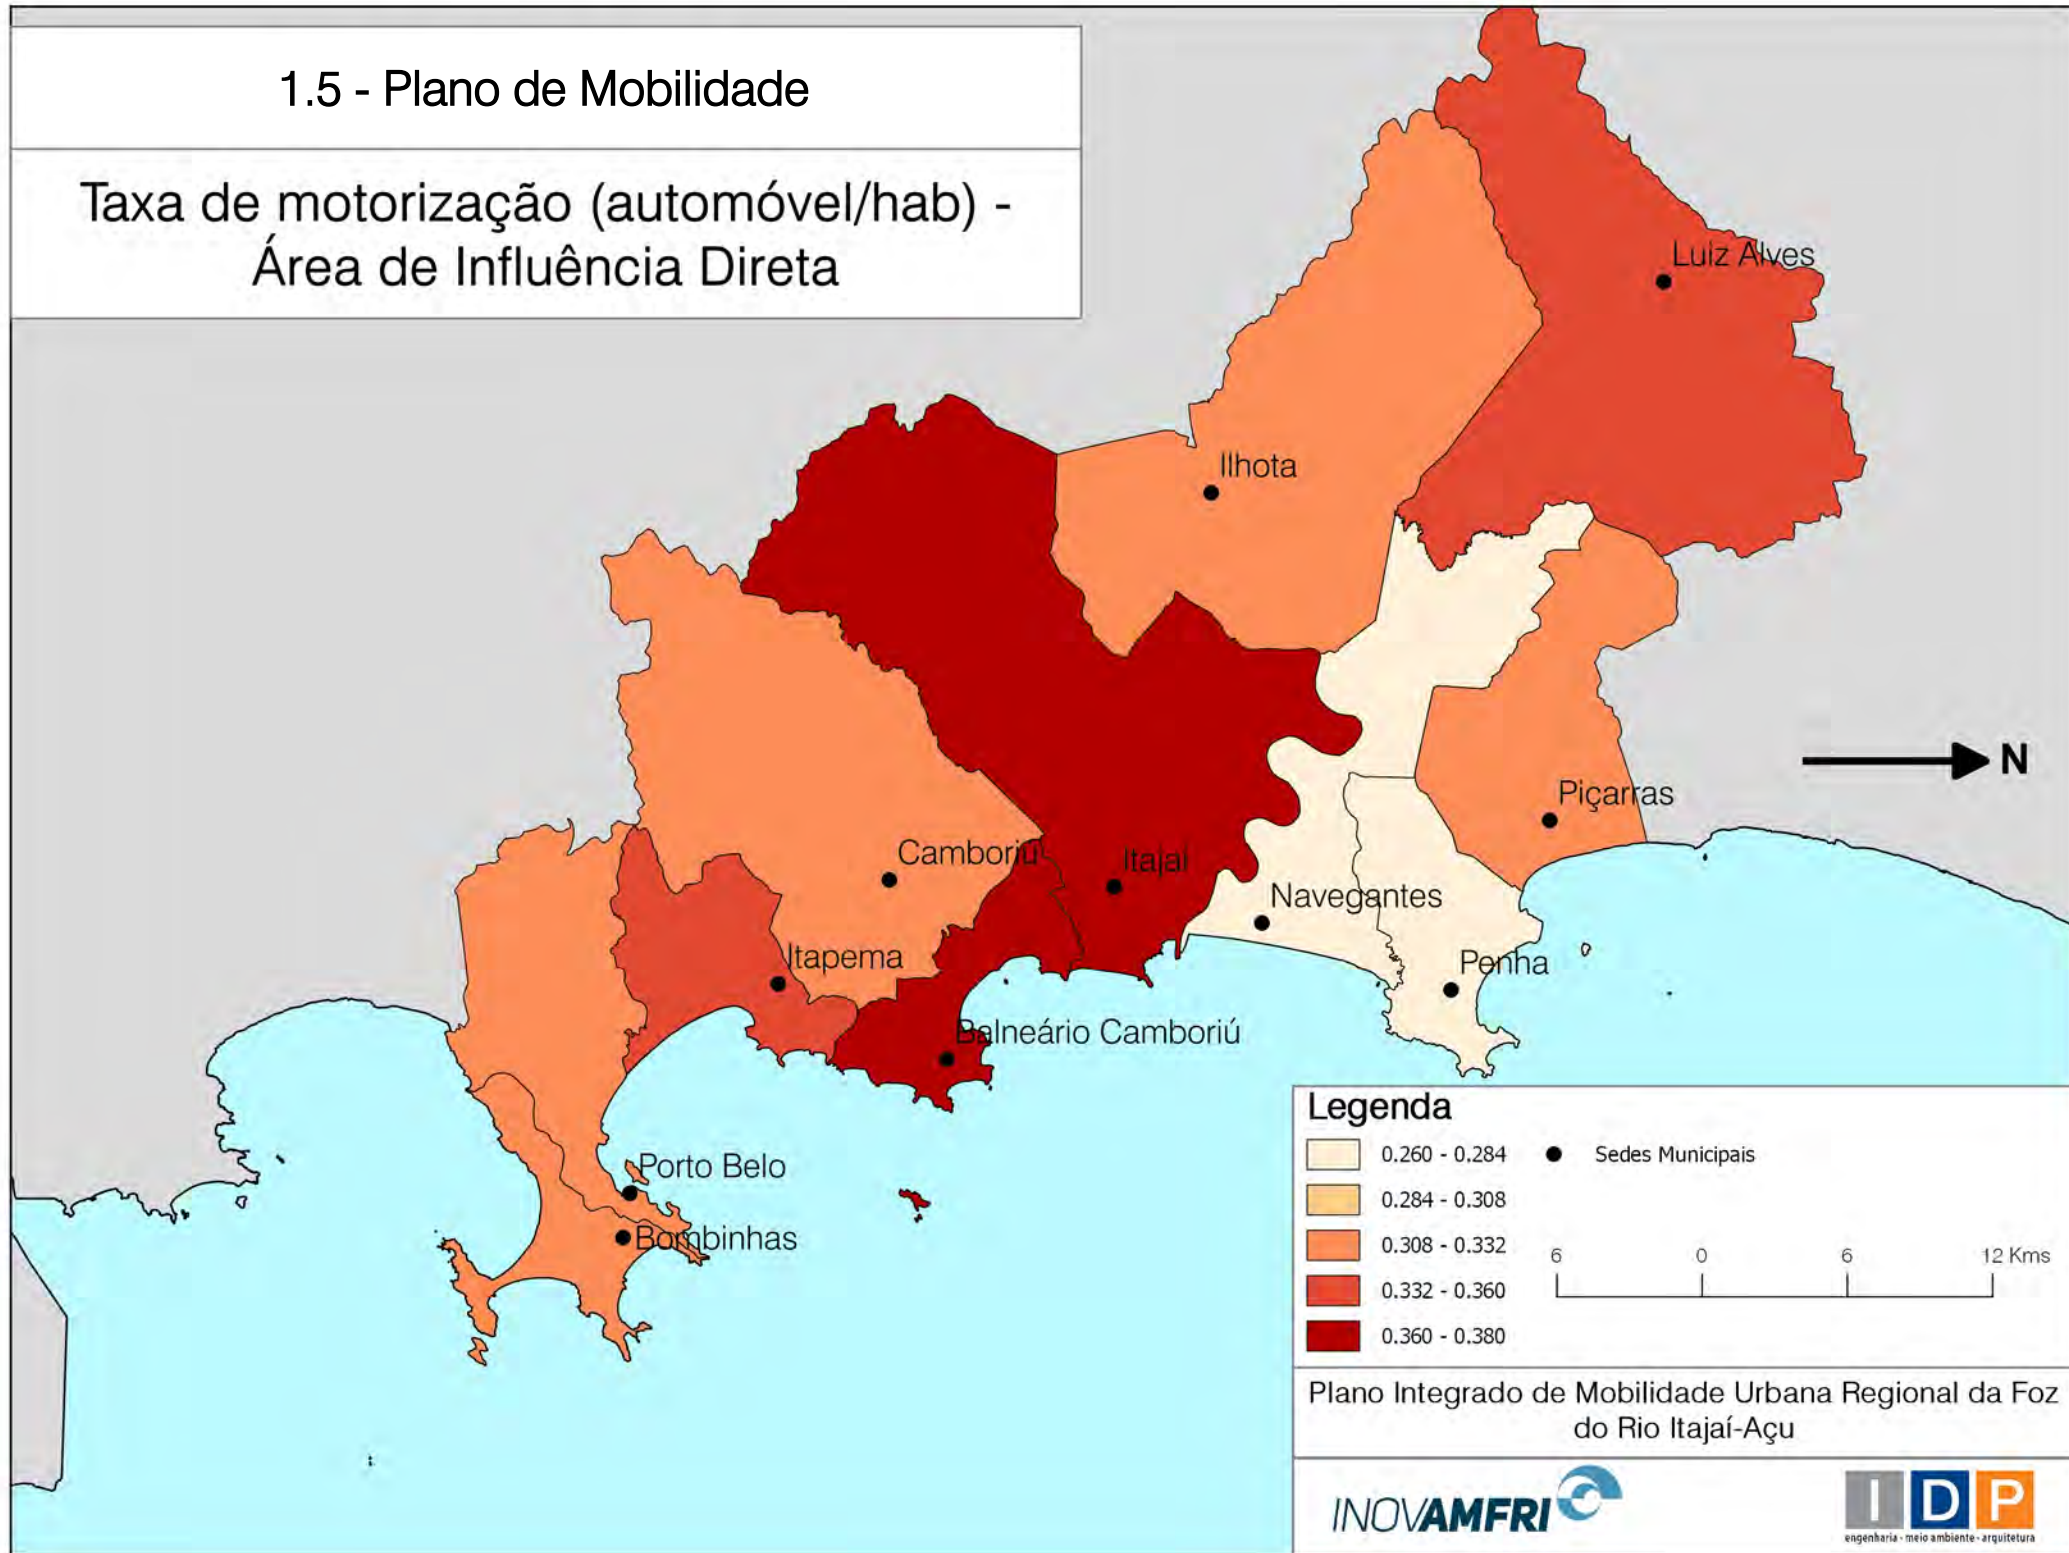 1.5 - Plano de Mobilidade
Taxa de motorização (automóvel/hab) -
Área de Influência Direta
Luiz Alves
Ilhota
Piçarras
Camboriú
Itajaí
Navegantes
Itapema
Penha
Balneário Camboriú
Porto Belo
Bombinhas
N
Legenda
0.260 - 0.284
Sedes Municipais
0.284 - 0.308
0.308 - 0.332
0.332 - 0.360
0.360 - 0.380
6 0 6 12 Kms
Plano Integrado de Mobilidade Urbana Regional da Foz
do Rio Itajaí-Açu
INOVAMFRI
IDP
engenharia - meio ambiente - arquitetura